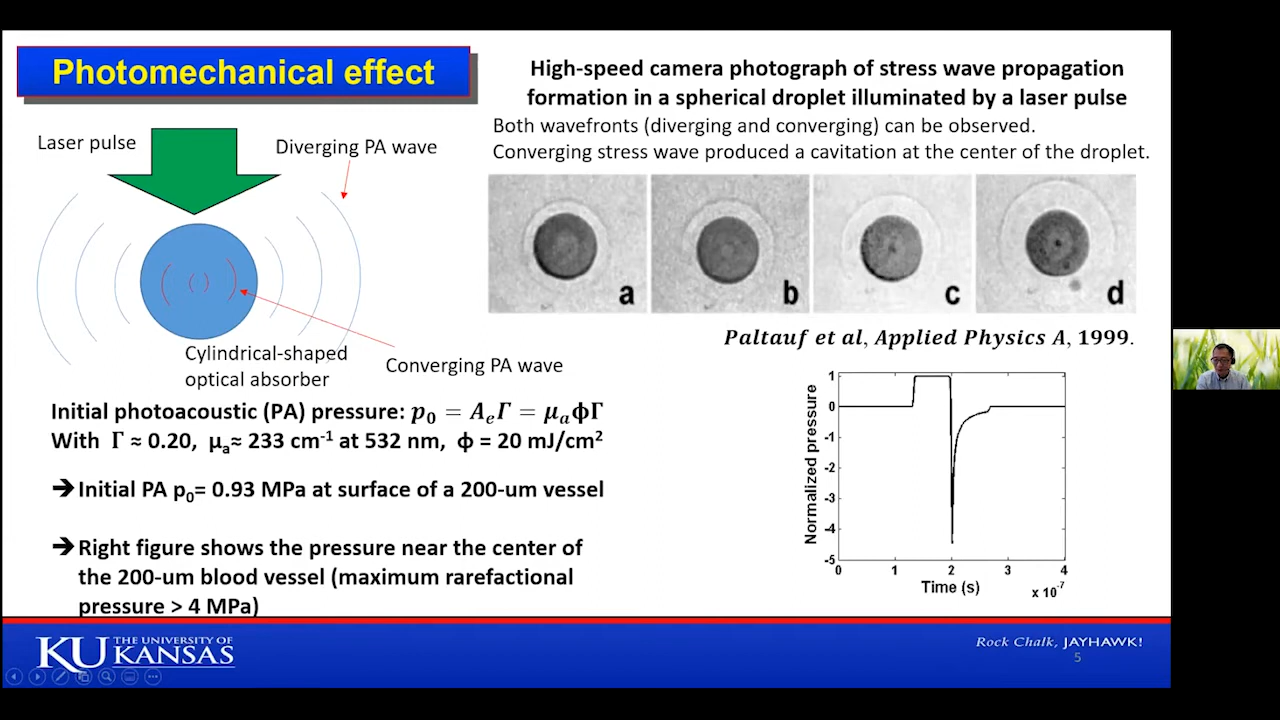 Photomechanical effect
Laser pulse
Diverging PA wave
Cylindrical-shaped
optical absorber
Converging PA wave
Initial photoacoustic (PA) pressure: p₀ = AₑΓ = μₐϕΓ
With Γ ≈ 0.20, μₐ≈ 233 cm⁻¹ at 532 nm, ϕ = 20 mJ/cm²
➔ Initial PA p₀= 0.93 MPa at surface of a 200-um vessel
➔ Right figure shows the pressure near the center of
the 200-um blood vessel (maximum rarefactional
pressure > 4 MPa)
High-speed camera photograph of stress wave propagation
formation in a spherical droplet illuminated by a laser pulse
Both wavefronts (diverging and converging) can be observed.
Converging stress wave produced a cavitation at the center of the droplet.
a b c d
Paltauf et al, Applied Physics A, 1999.
Normalized pressure
1
0
-1
-2
-3
-4
-5
0 1 2 3 4
Time (s)
x 10⁻⁷
KU THE UNIVERSITY OF
KANSAS
Rock Chalk, JAYHAWK!
5